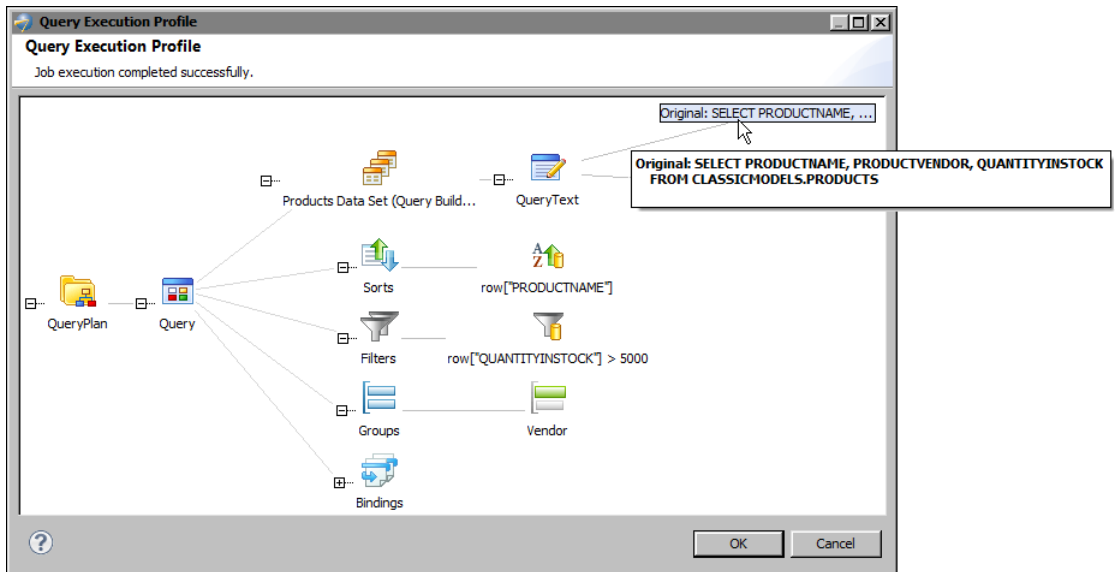 Query Execution Profile
Query Execution Profile
Job execution completed successfully.
Original: SELECT PRODUCTNAME, ...
Original: SELECT PRODUCTNAME, PRODUCTVENDOR, QUANTITYINSTOCK
FROM CLASSICMODELS.PRODUCTS
Products Data Set (Query Build...
QueryText
Sorts
row["PRODUCTNAME"]
QueryPlan
Query
Filters
row["QUANTITYINSTOCK"] > 5000
Groups
Vendor
Bindings
OK
Cancel